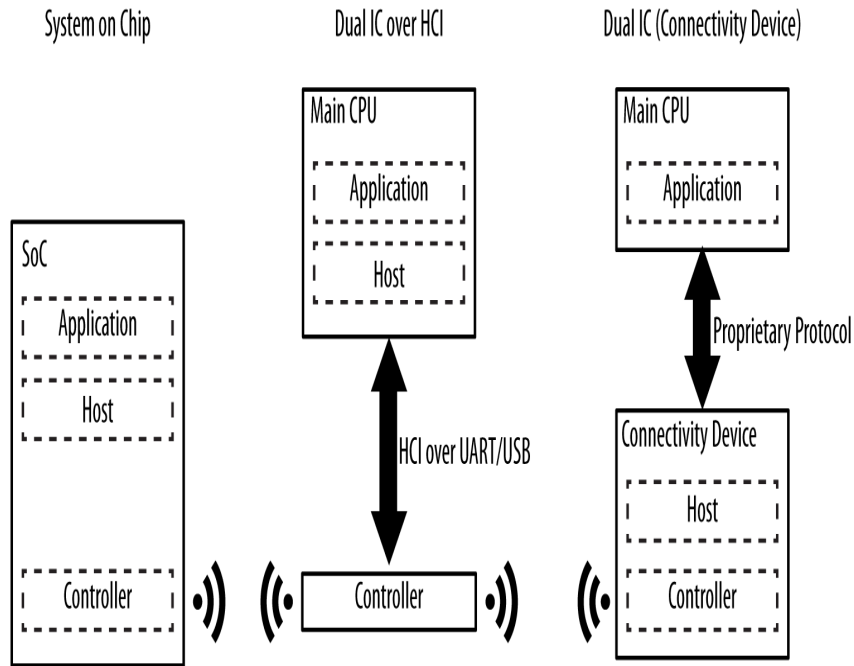 System on Chip
Dual IC over HCI
Dual IC (Connectivity Device)
SoC
Application
Host
Controller
Main CPU
Application
Host
HCI over UART/USB
Controller
Main CPU
Application
Proprietary Protocol
Connectivity Device
Host
Controller